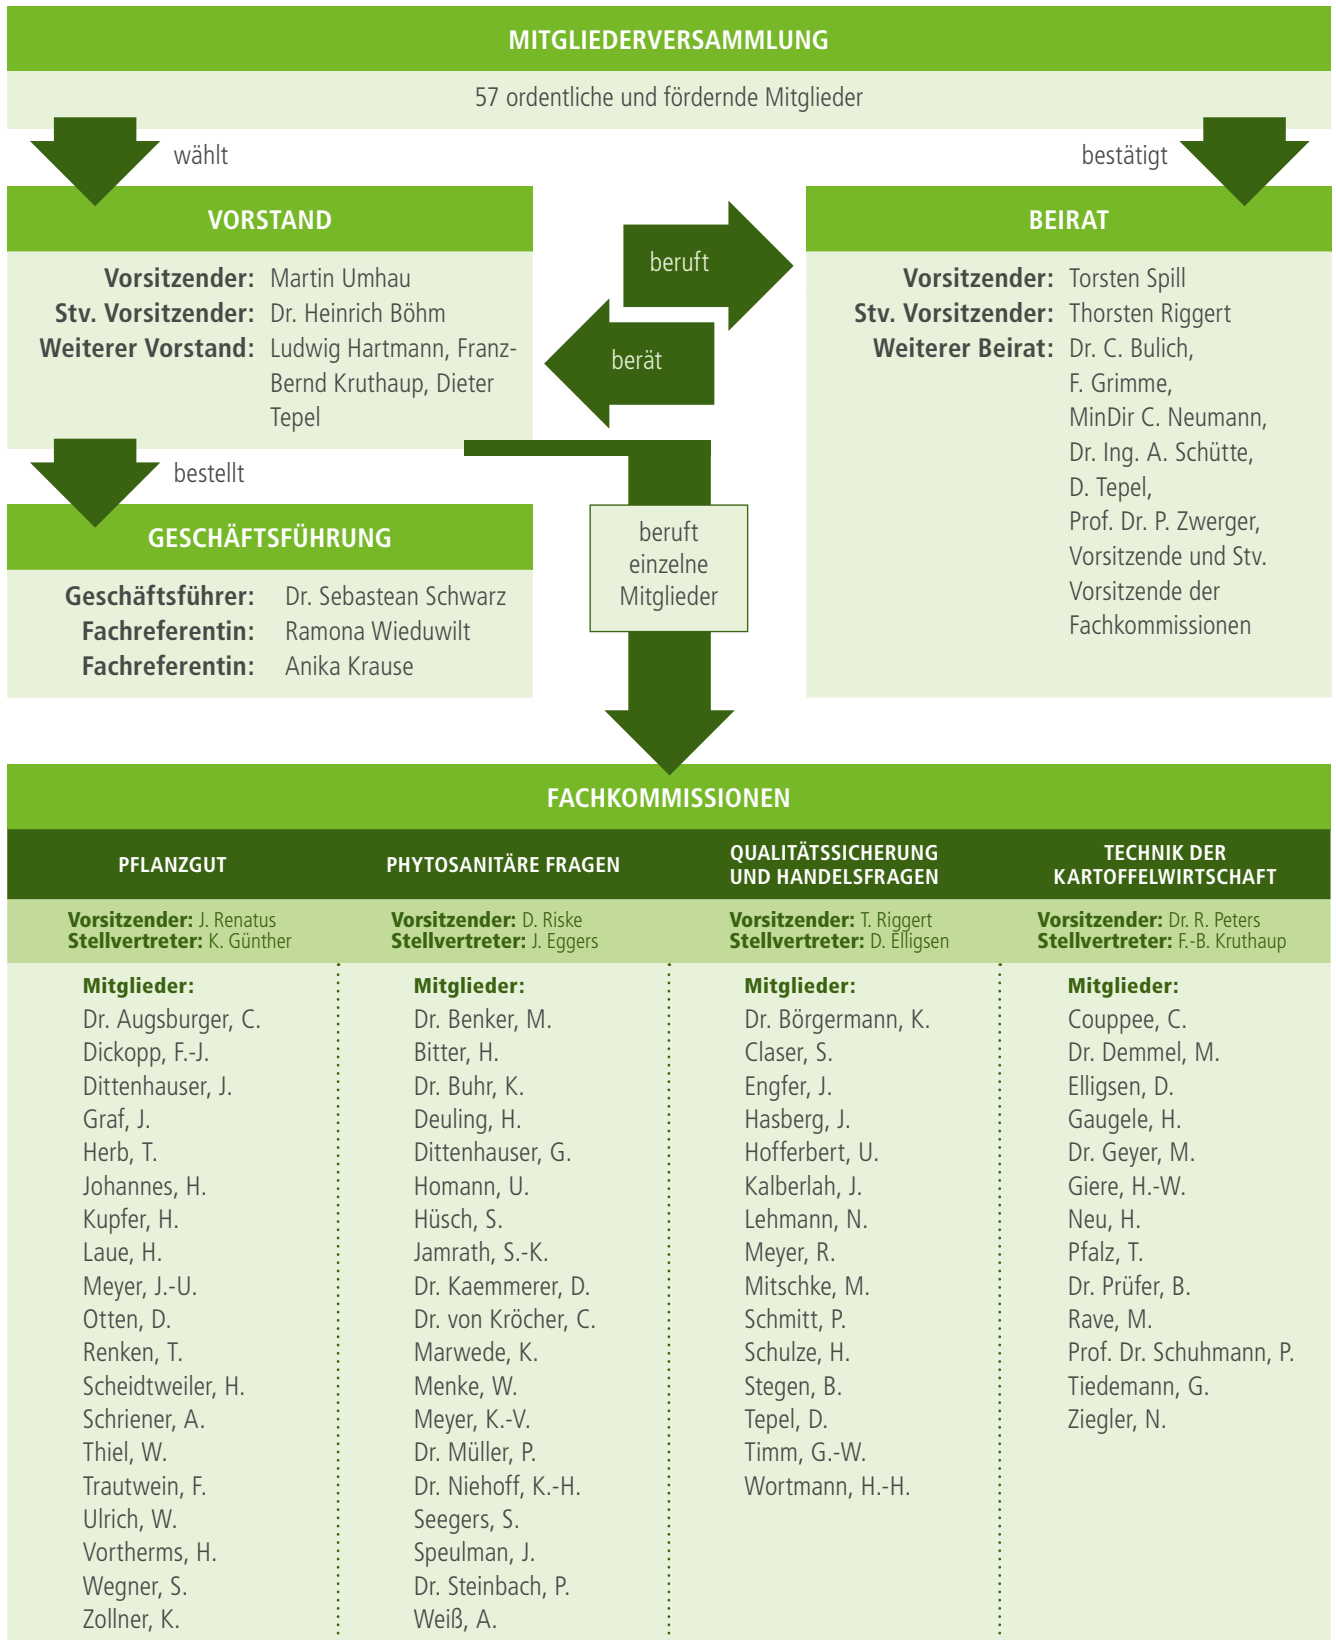 MITGLIEDERVERSAMMLUNG
57 ordentliche und fördernde Mitglieder
wählt
bestätigt
VORSTAND
Vorsitzender: Martin Umhau
Stv. Vorsitzender: Dr. Heinrich Böhm
Weiterer Vorstand: Ludwig Hartmann, Franz-
Bernd Kruthaup, Dieter
Tepel
beruft
berät
BEIRAT
Vorsitzender: Torsten Spill
Stv. Vorsitzender: Thorsten Riggert
Weiterer Beirat: Dr. C. Bulich,
F. Grimme,
MinDir C. Neumann,
Dr. Ing. A. Schütte,
D. Tepel,
Prof. Dr. P. Zwerger,
Vorsitzende und Stv.
Vorsitzende der
Fachkommissionen
bestellt
GESCHÄFTSFÜHRUNG
Geschäftsführer: Dr. Sebastean Schwarz
Fachreferentin: Ramona Wieduwilt
Fachreferentin: Anika Krause
beruft
einzelne
Mitglieder
FACHKOMMISSIONEN
PFLANZGUT
Vorsitzender: J. Renatus
Stellvertreter: K. Günther
Mitglieder:
Dr. Augsburger, C.
Dickopp, F.-J.
Dittenhauser, J.
Graf, J.
Herb, T.
Johannes, H.
Kupfer, H.
Laue, H.
Meyer, J.-U.
Otten, D.
Renken, T.
Scheidtweiler, H.
Schriener, A.
Thiel, W.
Trautwein, F.
Ulrich, W.
Vortherms, H.
Wegner, S.
Zollner, K.
PHYTOSANITÄRE FRAGEN
Vorsitzender: D. Riske
Stellvertreter: J. Eggers
Mitglieder:
Dr. Benker, M.
Bitter, H.
Dr. Buhr, K.
Deuling, H.
Dittenhauser, G.
Homann, U.
Hüsch, S.
Jamrath, S.-K.
Dr. Kaemmerer, D.
Dr. von Kröcher, C.
Marwede, K.
Menke, W.
Meyer, K.-V.
Dr. Müller, P.
Dr. Niehoff, K.-H.
Seegers, S.
Speulman, J.
Dr. Steinbach, P.
Weiß, A.
QUALITÄTSSICHERUNG
UND HANDELSFRAGEN
Vorsitzender: T. Riggert
Stellvertreter: D. Elligsen
Mitglieder:
Dr. Börgermann, K.
Claser, S.
Engfer, J.
Hasberg, J.
Hofferbert, U.
Kalberlah, J.
Lehmann, N.
Meyer, R.
Mitschke, M.
Schmitt, P.
Schulze, H.
Stegen, B.
Tepel, D.
Timm, G.-W.
Wortmann, H.-H.
TECHNIK DER
KARTOFFELWIRTSCHAFT
Vorsitzender: Dr. R. Peters
Stellvertreter: F.-B. Kruthaup
Mitglieder:
Couppee, C.
Dr. Demmel, M.
Elligsen, D.
Gaugele, H.
Dr. Geyer, M.
Giere, H.-W.
Neu, H.
Pfalz, T.
Dr. Prüfer, B.
Rave, M.
Prof. Dr. Schuhmann, P.
Tiedemann, G.
Ziegler, N.